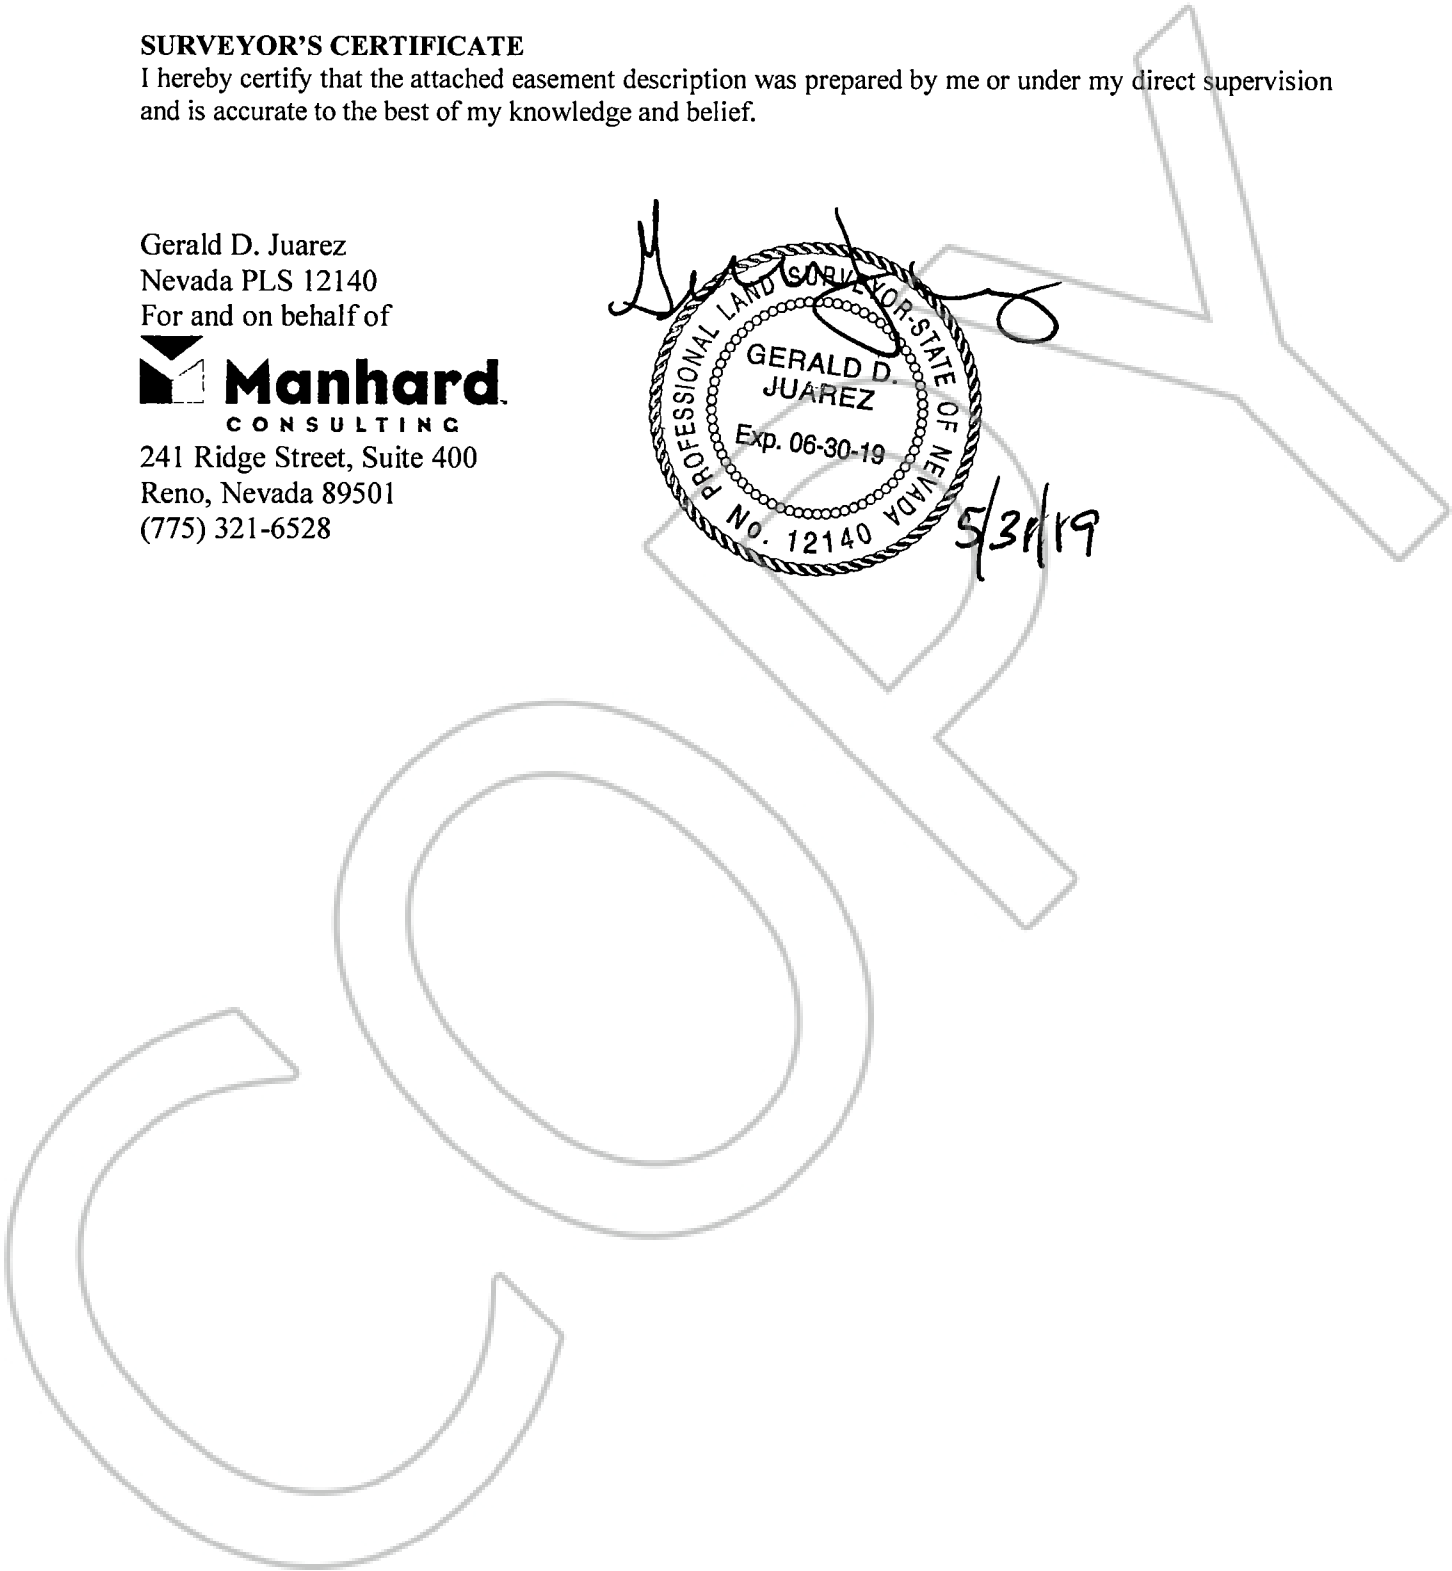 SURVEYOR'S CERTIFICATE
I hereby certify that the attached easement description was prepared by me or under my direct supervision
and is accurate to the best of my knowledge and belief.
Gerald D. Juarez
Nevada PLS 12140
For and on behalf of
Manhard
CONSULTING
241 Ridge Street, Suite 400
Reno, Nevada 89501
(775) 321-6528
PROFESSIONAL LAND SURVEYOR-STATE OF NEVADA
GERALD D.
JUAREZ
Exp. 06-30-19
No. 12140
5/31/19
COPY